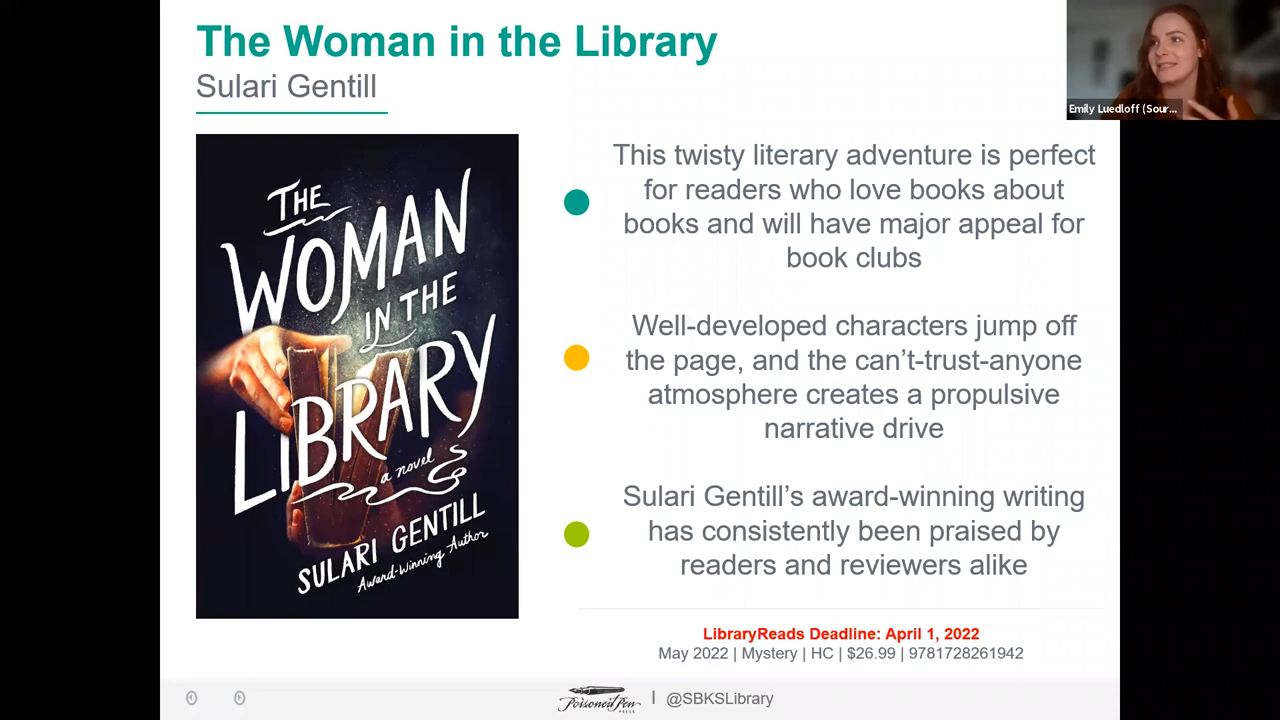 The Woman in the Library
Sulari Gentill
Emily Luedloff (Sour...
THE
WOMAN
IN THE
LIBRARY
a novel
SULARI GENTILL
Award-Winning Author
This twisty literary adventure is perfect
for readers who love books about
books and will have major appeal for
book clubs
Well-developed characters jump off
the page, and the can’t-trust-anyone
atmosphere creates a propulsive
narrative drive
Sulari Gentill’s award-winning writing
has consistently been praised by
readers and reviewers alike
LibraryReads Deadline: April 1, 2022
May 2022 | Mystery | HC | $26.99 | 9781728261942
Poisoned Pen
PRESS
| @SBKSLibrary